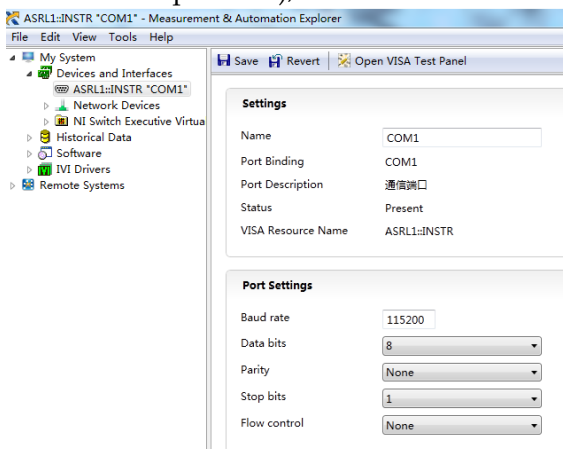 ASRL1::INSTR "COM1" - Measurement & Automation Explorer
File Edit View Tools Help
My System
Devices and Interfaces
ASRL1::INSTR "COM1"
Network Devices
NI Switch Executive Virtua
Historical Data
Software
IVI Drivers
Remote Systems
Save Revert Open VISA Test Panel
Settings
Name COM1
Port Binding COM1
Port Description 通信端口
Status Present
VISA Resource Name ASRL1::INSTR
Port Settings
Baud rate 115200
Data bits 8
Parity None
Stop bits 1
Flow control None